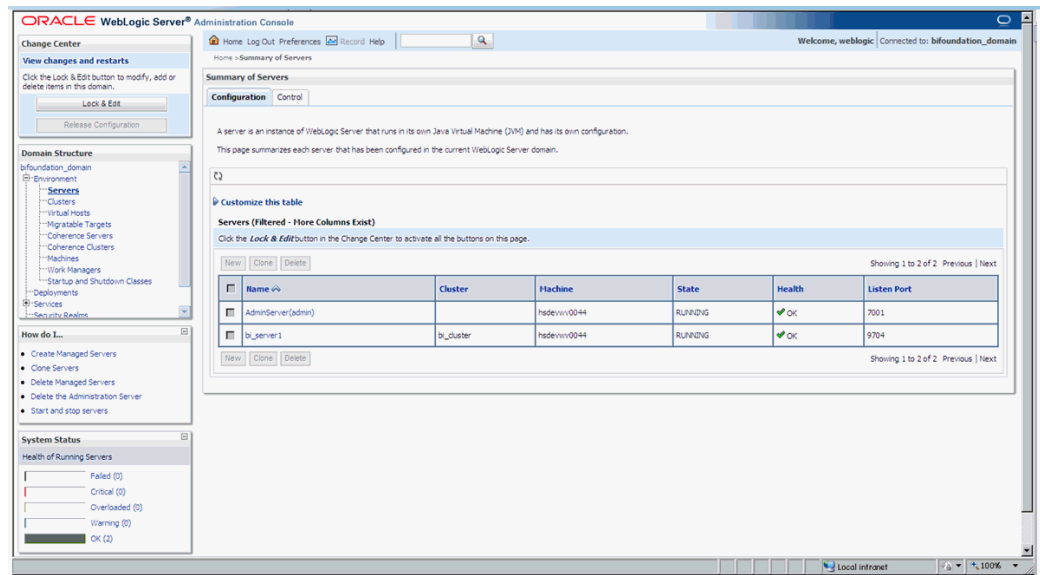 ORACLE WebLogic Server® Administration Console
Change Center
View changes and restarts
Click the Lock & Edit button to modify, add or
delete items in this domain.
Lock & Edit
Release Configuration
Domain Structure
bifoundation_domain
Environment
Servers
Clusters
Virtual Hosts
Migratable Targets
Coherence Servers
Coherence Clusters
Machines
Work Managers
Startup and Shutdown Classes
Deployments
Services
Security Realms
How do I...
Create Managed Servers
Clone Servers
Delete Managed Servers
Delete the Administration Server
Start and stop servers
System Status
Health of Running Servers
Failed (0)
Critical (0)
Overloaded (0)
Warning (0)
OK (2)
Home Log Out Preferences Record Help
Welcome, weblogic Connected to: bifoundation_domain
Home >Summary of Servers
Summary of Servers
Configuration Control
A server is an instance of WebLogic Server that runs in its own Java Virtual Machine (JVM) and has its own configuration.
This page summarizes each server that has been configured in the current WebLogic Server domain.
Customize this table
Servers (Filtered - More Columns Exist)
Click the Lock & Edit button in the Change Center to activate all the buttons on this page.
New Clone Delete Showing 1 to 2 of 2 Previous | Next
Name Cluster Machine State Health Listen Port
AdminServer(admin) hsdevwv0044 RUNNING OK 7001
bi_server1 bi_cluster hsdevwv0044 RUNNING OK 9704
New Clone Delete Showing 1 to 2 of 2 Previous | Next
Local intranet 100%